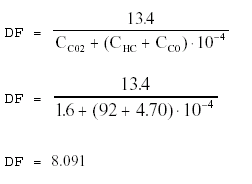 DF = 13.4 / C_CO2 + (C_HC + C_CO) · 10^-4
DF = 13.4 / 1.6 + (92 + 4.70) · 10^-4
DF = 8.091